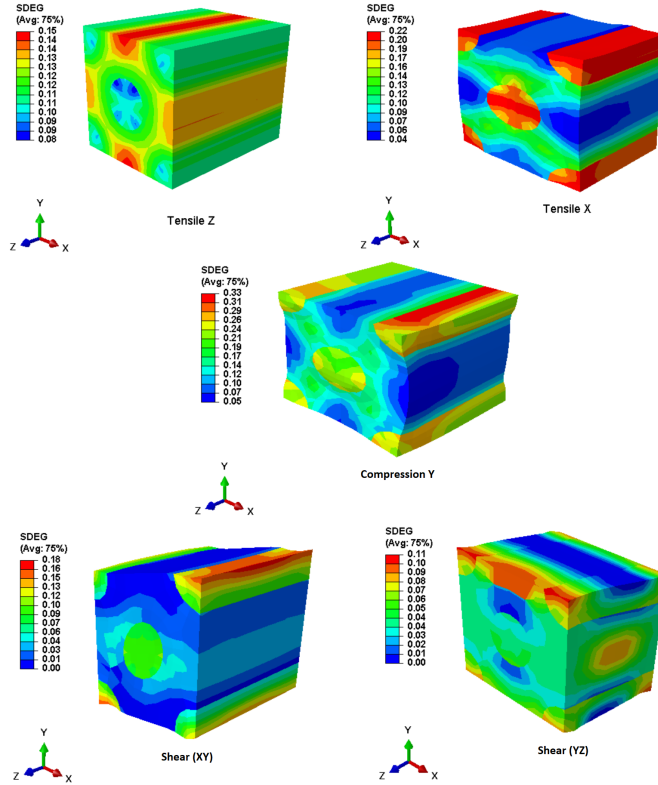 SDEG
(Avg: 75%)
0.15
0.14
0.14
0.13
0.13
0.12
0.12
0.11
0.11
0.10
0.09
0.09
0.08
Y
Z
X
Tensile Z
SDEG
(Avg: 75%)
0.22
0.20
0.19
0.17
0.16
0.14
0.13
0.12
0.10
0.09
0.07
0.06
0.04
Y
Z
X
Tensile X
SDEG
(Avg: 75%)
0.33
0.31
0.29
0.26
0.24
0.21
0.19
0.17
0.14
0.12
0.10
0.07
0.05
Y
Z
X
Compression Y
SDEG
(Avg: 75%)
0.18
0.16
0.15
0.13
0.12
0.10
0.09
0.07
0.06
0.04
0.03
0.01
0.00
Y
Z
X
Shear (XY)
SDEG
(Avg: 75%)
0.11
0.10
0.09
0.08
0.07
0.06
0.05
0.05
0.04
0.03
0.02
0.01
0.00
Y
Z
X
Shear (YZ)